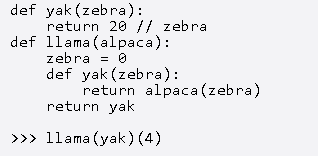 def yak(zebra):
    return 20 // zebra
def llama(alpaca):
    zebra = 0
    def yak(zebra):
        return alpaca(zebra)
    return yak

>>> llama(yak)(4)